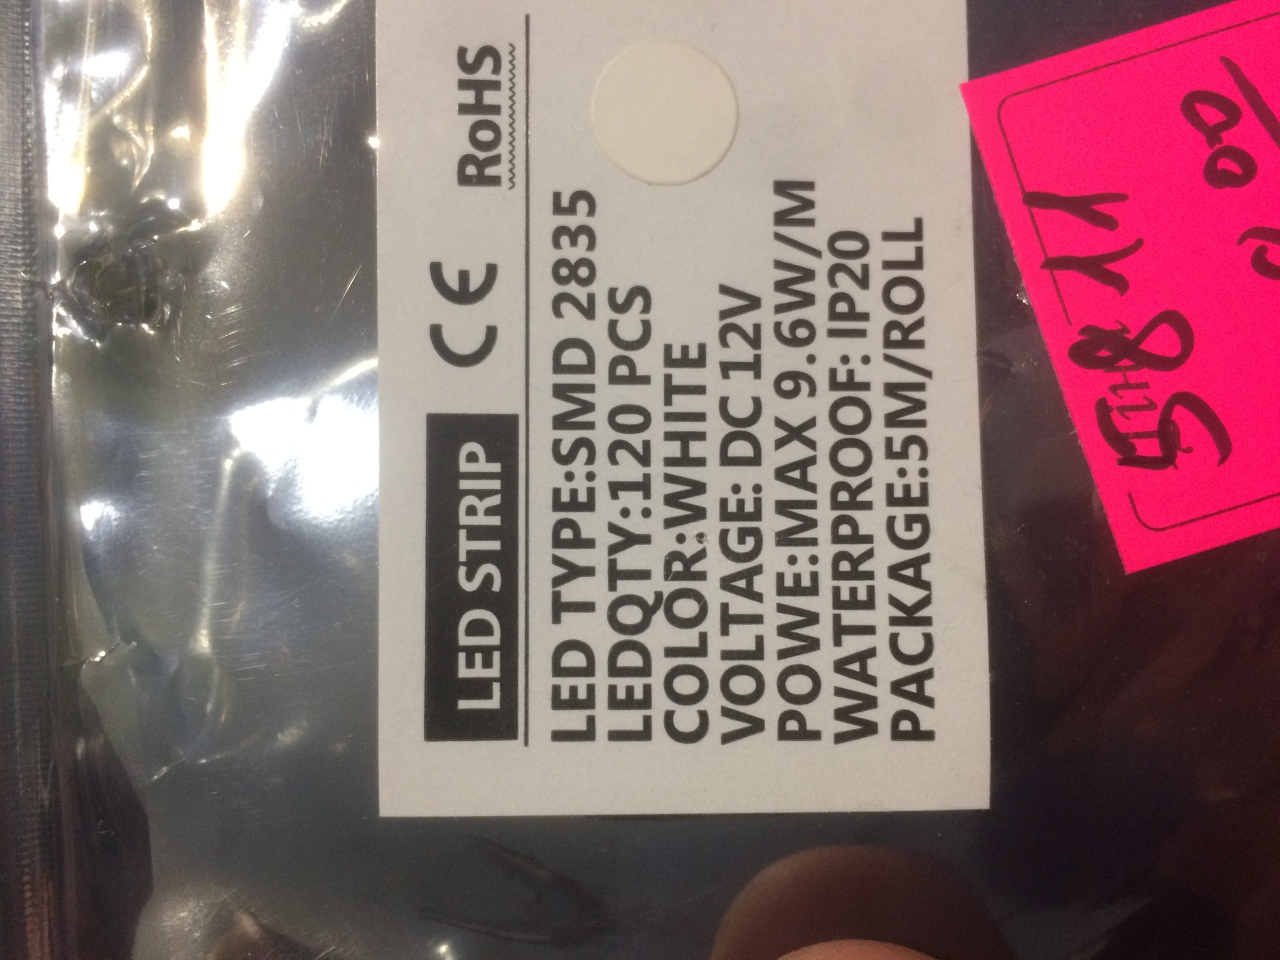 LED STRIP CE RoHS
LED TYPE:SMD 2835
LEDQTY:120 PCS
COLOR:WHITE
VOLTAGE: DC 12V
POWE:MAX 9.6W/M
WATERPROOF: IP20
PACKAGE:5M/ROLL